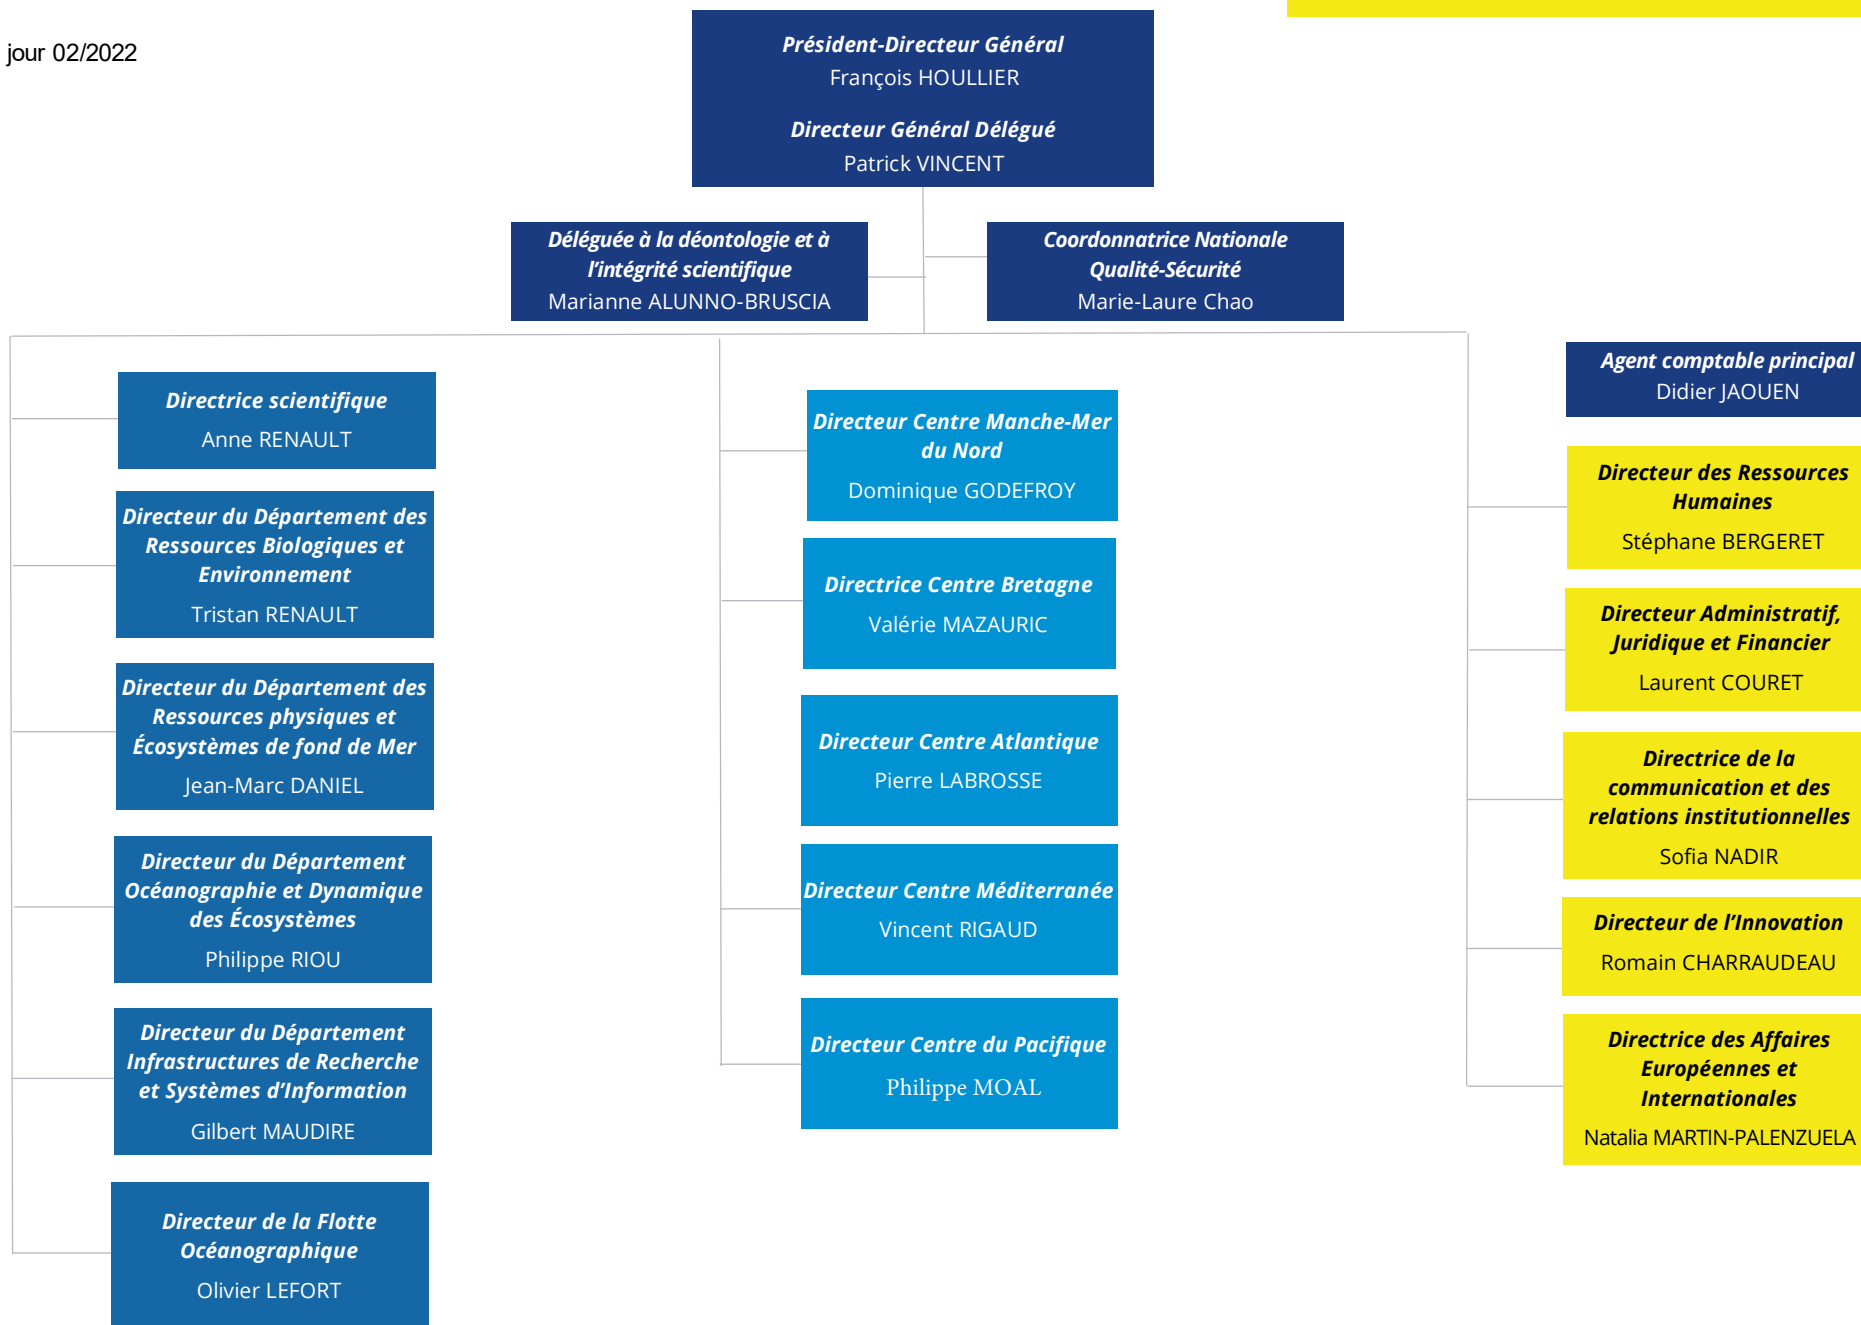 jour 02/2022
Président-Directeur Général
François HOULLIER
Directeur Général Délégué
Patrick VINCENT
Déléguée à la déontologie et à
l'intégrité scientifique
Marianne ALUNNO-BRUSCIA
Coordonnatrice Nationale
Qualité-Sécurité
Marie-Laure Chao
Directrice scientifique
Anne RENAULT
Directeur du Département des
Ressources Biologiques et
Environnement
Tristan RENAULT
Directeur du Département des
Ressources physiques et
Écosystèmes de fond de Mer
Jean-Marc DANIEL
Directeur du Département
Océanographie et Dynamique
des Écosystèmes
Philippe RIOU
Directeur du Département
Infrastructures de Recherche
et Systèmes d'Information
Gilbert MAUDIRE
Directeur de la Flotte
Océanographique
Olivier LEFORT
Directeur Centre Manche-Mer
du Nord
Dominique GODEFROY
Directrice Centre Bretagne
Valérie MAZAURIC
Directeur Centre Atlantique
Pierre LABROSSE
Directeur Centre Méditerranée
Vincent RIGAUD
Directeur Centre du Pacifique
Philippe MOAL
Agent comptable principal
Didier JAOUEN
Directeur des Ressources
Humaines
Stéphane BERGERET
Directeur Administratif,
Juridique et Financier
Laurent COURET
Directrice de la
communication et des
relations institutionnelles
Sofia NADIR
Directeur de l'Innovation
Romain CHARRAUDEAU
Directrice des Affaires
Européennes et
Internationales
Natalia MARTIN-PALENZUELA